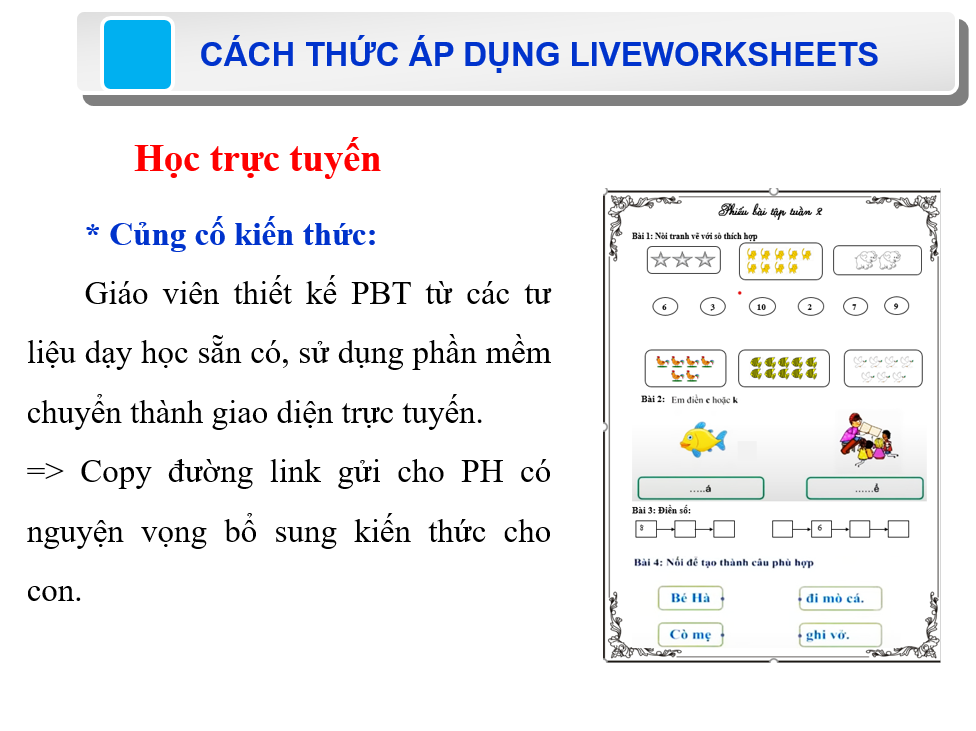 CÁCH THỨC ÁP DỤNG LIVEWORKSHEETS
Học trực tuyến
* Củng cố kiến thức:
Giáo viên thiết kế PBT từ các tư
liệu dạy học sẵn có, sử dụng phần mềm
chuyển thành giao diện trực tuyến.
=> Copy đường link gửi cho PH có
nguyện vọng bổ sung kiến thức cho
con.
Phiếu bài tập tuần 2
Bài 1: Nối tranh vẽ với số thích hợp
6 3 10 2 7 9
Bài 2: Em điền c hoặc k
.....á ......ể
Bài 3: Điền số:
8 6
Bài 4: Nối để tạo thành câu phù hợp
Bé Hà đi mò cá.
Cò mẹ ghi vở.